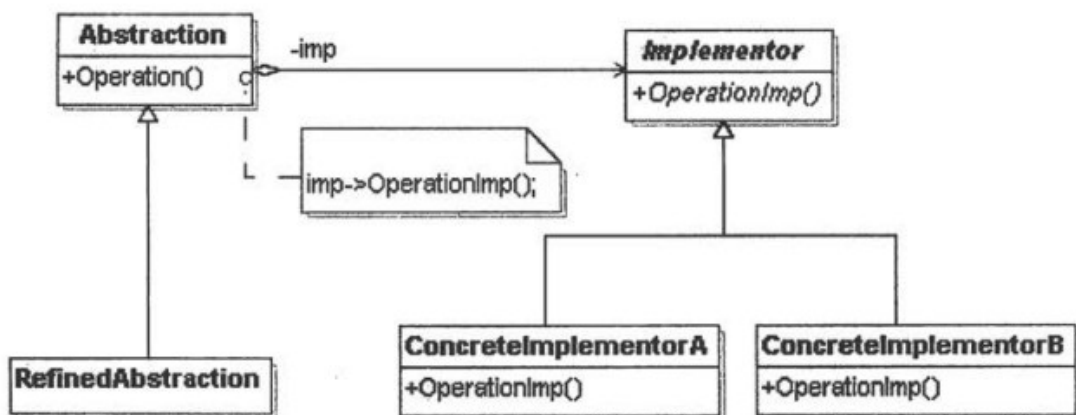 Abstraction
+Operation()
-imp
Implementor
+OperationImp()
imp->OperationImp();
RefinedAbstraction
ConcreteImplementorA
+OperationImp()
ConcreteImplementorB
+OperationImp()